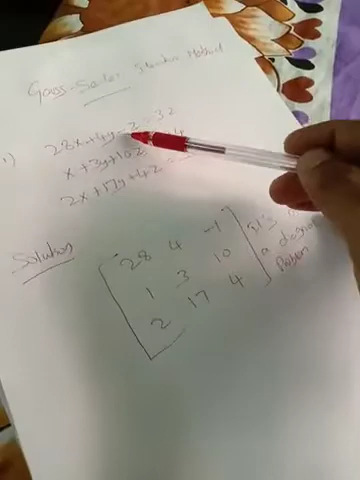 Gauss-Seidel Iteration Method
1) 28x+4y-z=32
x+3y+10z
2x+17y+4z
Solution
28 4 -1
1 3 10
2 17 4
It's
a